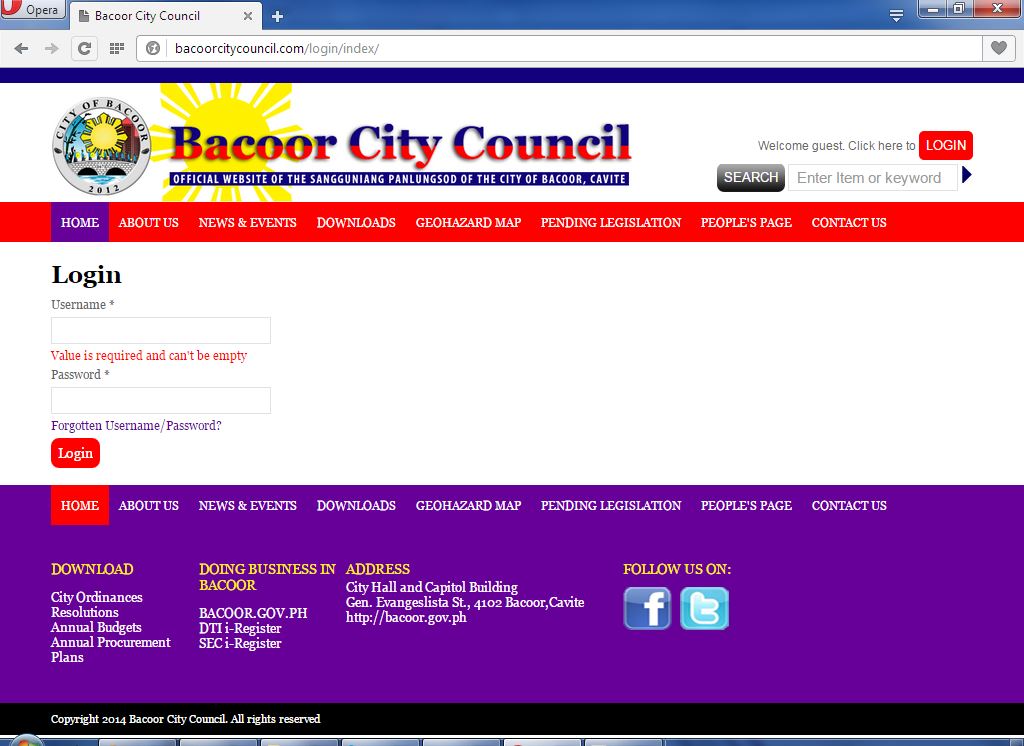 Opera
Bacoor City Council
bacoorcitycouncil.com/login/index/
CITY OF BACOOR
2012
Bacoor City Council
OFFICIAL WEBSITE OF THE SANGGUNIANG PANLUNGSOD OF THE CITY OF BACOOR, CAVITE
Welcome guest. Click here to LOGIN
SEARCH Enter Item or keyword
HOME ABOUT US NEWS & EVENTS DOWNLOADS GEOHAZARD MAP PENDING LEGISLATION PEOPLE'S PAGE CONTACT US
Login
Username *
Value is required and can't be empty
Password *
Forgotten Username/Password?
Login
HOME ABOUT US NEWS & EVENTS DOWNLOADS GEOHAZARD MAP PENDING LEGISLATION PEOPLE'S PAGE CONTACT US
DOWNLOAD
City Ordinances
Resolutions
Annual Budgets
Annual Procurement
Plans
DOING BUSINESS IN
BACOOR
BACOOR.GOV.PH
DTI i-Register
SEC i-Register
ADDRESS
City Hall and Capitol Building
Gen. Evangeslista St., 4102 Bacoor,Cavite
http://bacoor.gov.ph
FOLLOW US ON:
Copyright 2014 Bacoor City Council. All rights reserved